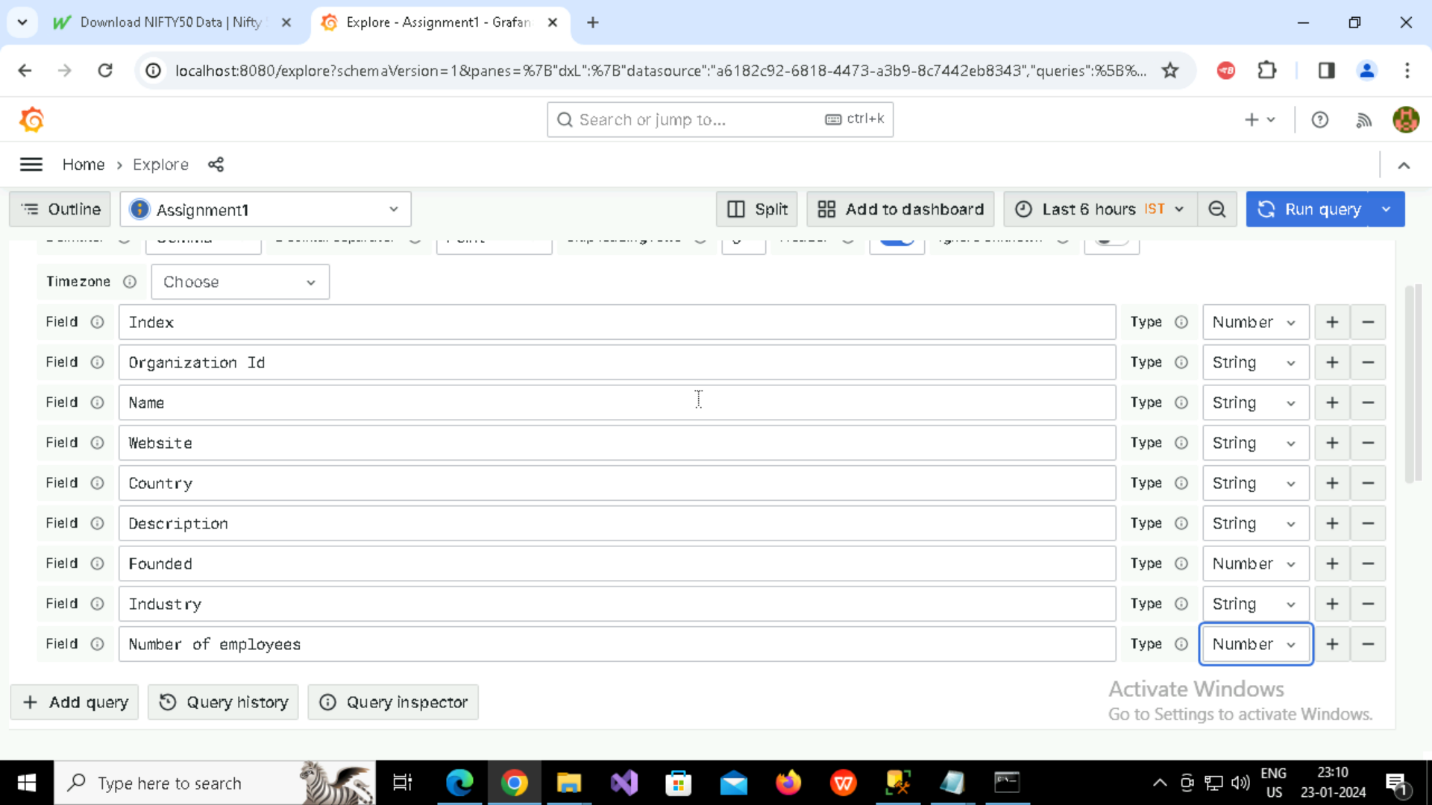 Download NIFTY50 Data | Nifty
Explore - Assignment1 - Grafan
localhost:8080/explore?schemaVersion=1&panes=%7B"dxL":%7B"datasource":"a6182c92-6818-4473-a3b9-8c7442eb8343","queries":%5B%...
Search or jump to...
ctrl+k
Home › Explore
Outline
Assignment1
Split
Add to dashboard
Last 6 hours IST
Run query
Timezone
Choose
Field Index Type Number
Field Organization Id Type String
Field Name Type String
Field Website Type String
Field Country Type String
Field Description Type String
Field Founded Type Number
Field Industry Type String
Field Number of employees Type Number
+ Add query
Query history
Query inspector
Activate Windows
Go to Settings to activate Windows.
Type here to search
ENG
US
23:10
23-01-2024
1